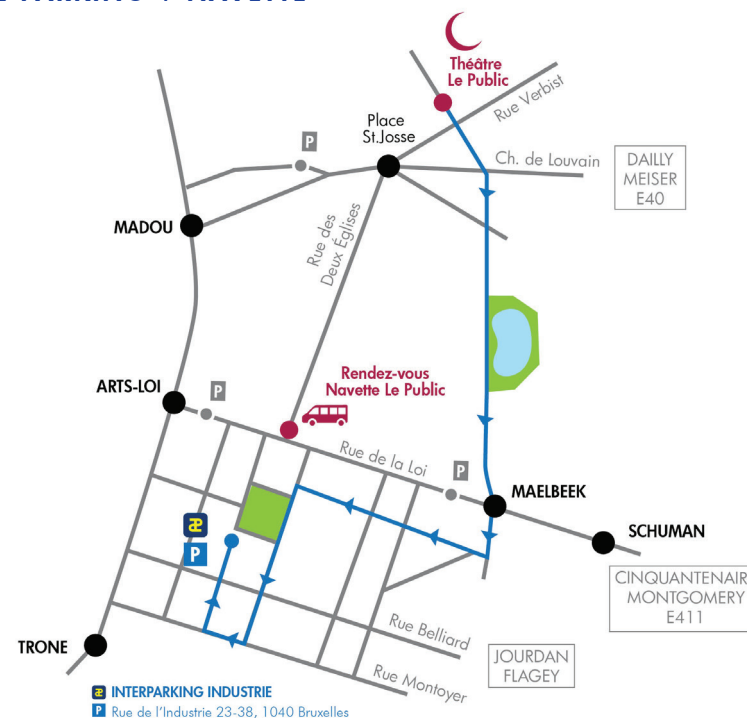 PARKING + NAVETTE
Théâtre
Le Public
Rue Verbist
Place
St.Josse
P
Ch. de Louvain
DAILLY
MEISER
E40
MADOU
Rue des
Deux Églises
Rendez-vous
Navette Le Public
ARTS-LOI
P
Rue de la Loi
P
MAELBEEK
SCHUMAN
P
CINQUANTENAIR
MONTGOMERY
E411
Rue Belliard
TRONE
JOURDAN
FLAGEY
Rue Montoyer
INTERPARKING INDUSTRIE
P Rue de l'Industrie 23-38, 1040 Bruxelles